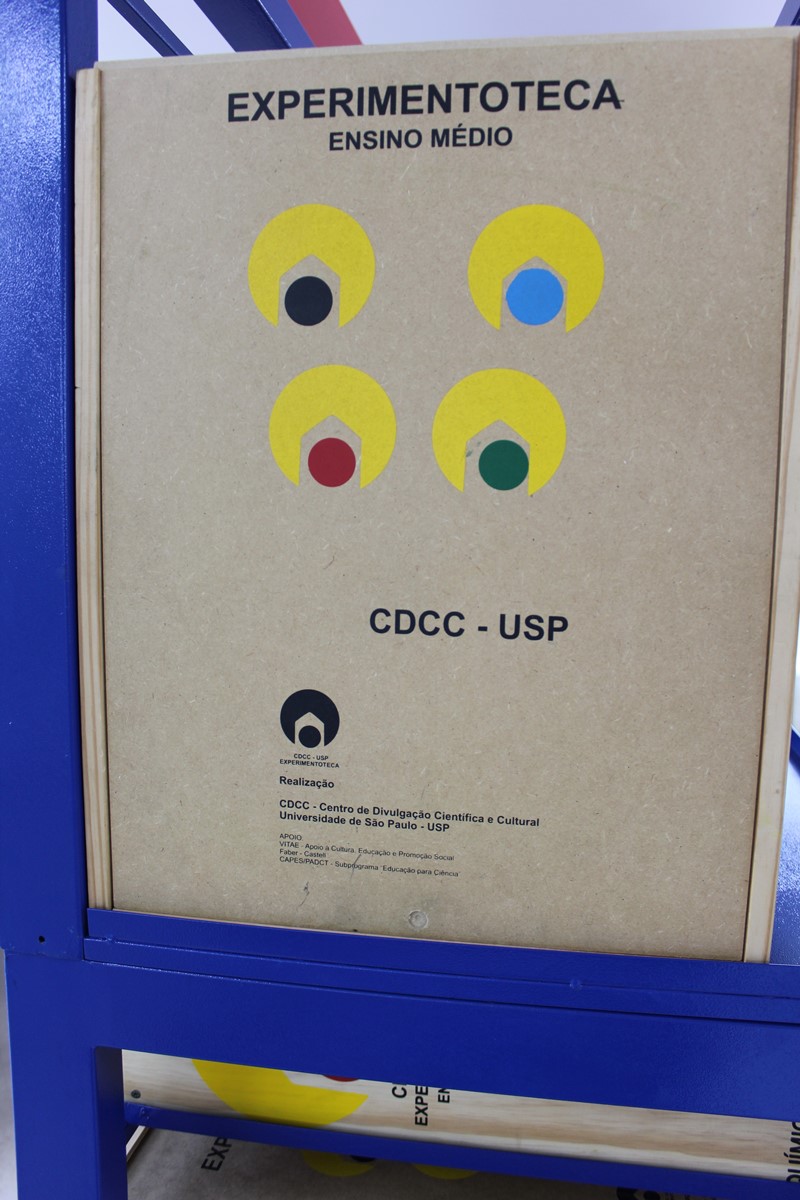 EXPERIMENTOTECA
ENSINO MÉDIO
CDCC - USP
CDCC - USP
EXPERIMENTOTECA
Realização
CDCC - Centro de Divulgação Científica e Cultural
Universidade de São Paulo - USP
APOIO
VITAE - Apoio à Cultura, Educação e Promoção Social
Faber - Castell
CAPES/PADCT - Subprograma "Educação para Ciência"